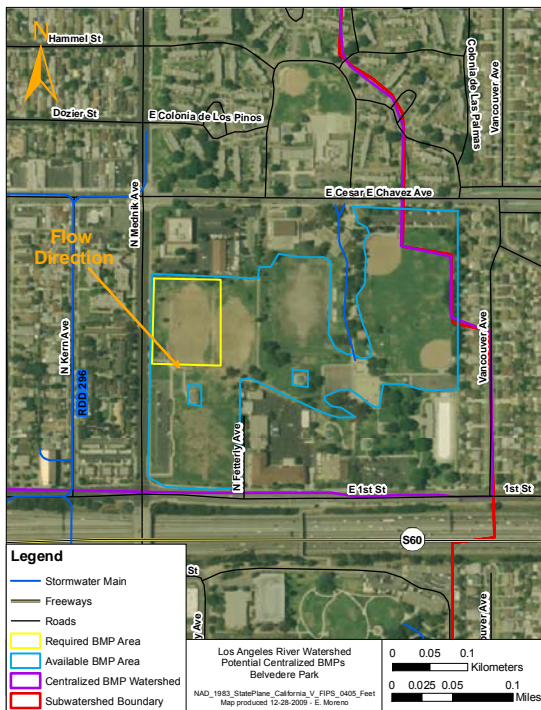 N
Hammel St
Colonia de Las Palmas
Vancouver Ave
Dozier St
E Colonia de Los Pinos
N Mednik Ave
E Cesar E Chavez Ave
Flow
Direction
N Kern Ave
RDD 296
Vancouver Ave
N Fetterly Ave
E 1st St
1st St
S60
Legend
Stormwater Main
Freeways
Roads
Required BMP Area
Available BMP Area
Centralized BMP Watershed
Subwatershed Boundary
St
y Ave
ouver Ave
Los Angeles River Watershed
Potential Centralized BMPs
Belvedere Park
NAD_1983_StatePlane_California_V_FIPS_0405_Feet
Map produced 12-28-2009 - E. Moreno
0 0.05 0.1
Kilometers
0 0.025 0.05 0.1
Miles